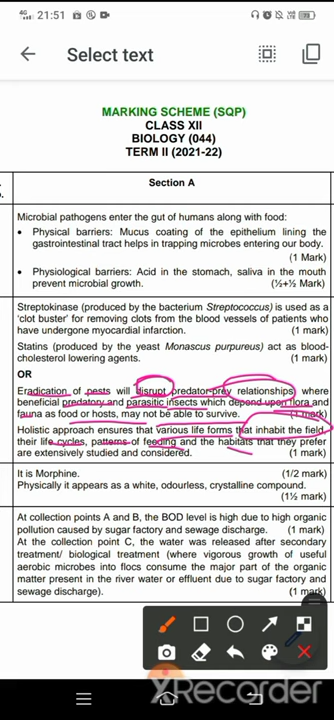 4G
21:51
Select text
MARKING SCHEME (SQP)
CLASS XII
BIOLOGY (044)
TERM II (2021-22)
Section A
Microbial pathogens enter the gut of humans along with food:
• Physical barriers: Mucus coating of the epithelium lining the
gastrointestinal tract helps in trapping microbes entering our body.
(1 Mark)
• Physiological barriers: Acid in the stomach, saliva in the mouth
prevent microbial growth. (½+½ Mark)
Streptokinase (produced by the bacterium Streptococcus) is used as a
'clot buster' for removing clots from the blood vessels of patients who
have undergone myocardial infarction. (1 mark)
Statins (produced by the yeast Monascus purpureus) act as blood-
cholesterol lowering agents. (1 mark)
OR
Eradication of pests will disrupt predator-prey relationships, where
beneficial predatory and parasitic insects which depend upon flora and
as food or hosts, may not be able to survive. (1 mark)
Holistic approach ensures that various life forms that inhabit the field,
their life cycles, patterns of feeding and the habitats that they prefer
are extensively studied and considered. (1 mark)
It is Morphine. (1/2 mark)
Physically it appears as a white, odourless, crystalline compound.
(1½ mark)
At collection points A and B, the BOD level is high due to high organic
pollution caused by sugar factory and sewage discharge. (1 mark)
At the collection point C, the water was released after secondary
treatment/ biological treatment (where vigorous growth of useful
aerobic microbes into flocs consume the major part of the organic
matter present in the river water or effluent due to sugar factory and
sewage discharge). (1 mark)
XRecorder